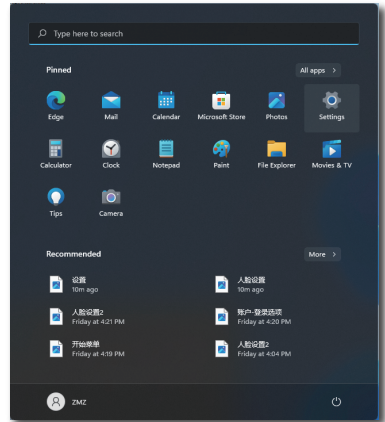 Type here to search
Pinned
All apps >
Edge
Mail
Calendar
Microsoft Store
Photos
Settings
Calculator
Clock
Notepad
Paint
File Explorer
Movies & TV
Tips
Camera
Recommended
More >
设置
10m ago
人脸设置
10m ago
人脸设置2
Friday at 4:21 PM
账户-登录选项
Friday at 4:20 PM
开始菜单
Friday at 4:19 PM
人脸设置2
Friday at 4:04 PM
ZMZ